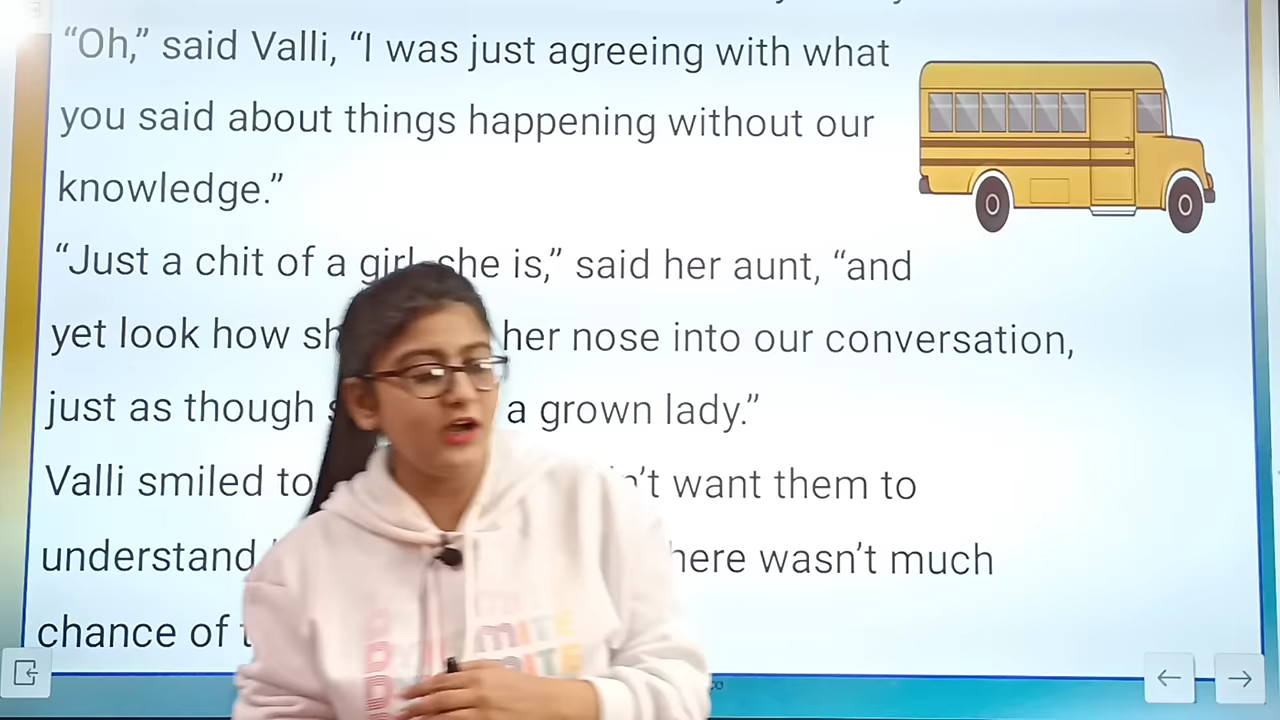 “Oh,” said Valli, “I was just agreeing with what
you said about things happening without our
knowledge.”
“Just a chit of a girl she is,” said her aunt, “and
yet look how her nose into our conversation,
just as though a grown lady.”
Valli smiled to want them to
understand wasn’t much
chance of